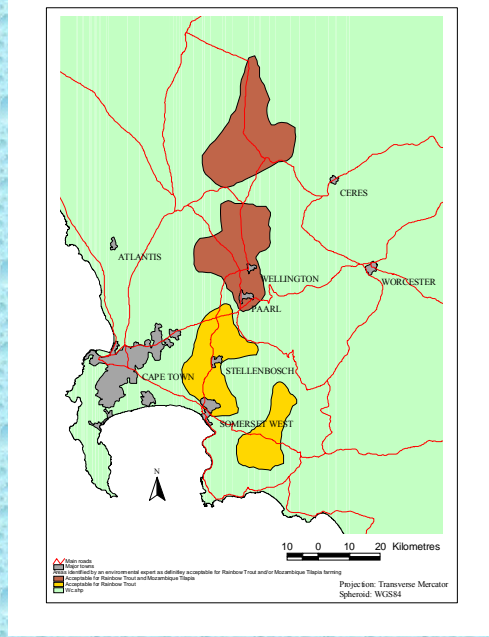 CERES
ATLANTIS
WELLINGTON
WORCESTER
PAARL
CAPE TOWN
STELLENBOSCH
SOMERSET WEST
N
10 0 10 20 Kilometres
Main roads
Major towns
Areas identified by an environmental expert as definitley acceptable for Rainbow Trout and/or Mozambique Tilapia farming
Acceptable for Rainbow Trout and Mozambique Tilapia
Acceptable for Rainbow Trout
Wc.shp
Projection: Transverse Mercator
Spheroid: WGS84